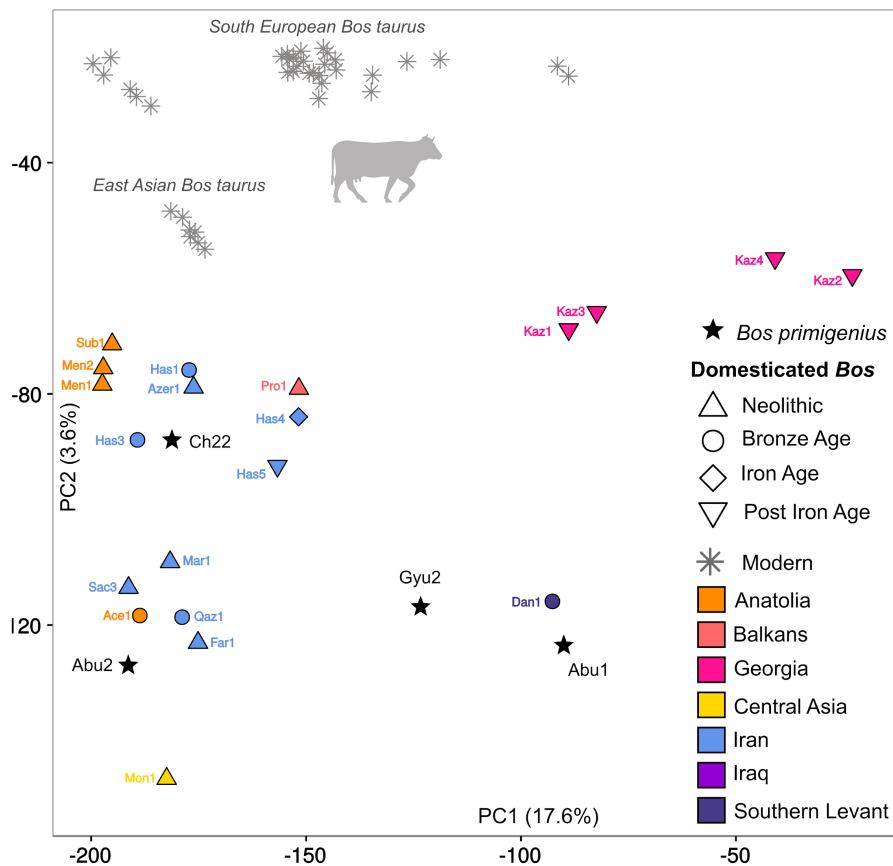 South European Bos taurus
-40
East Asian Bos taurus
Kaz4
Kaz2
Kaz3
Kaz1
Bos primigenius
Sub1
Men2
Has1
Domesticated Bos
Men1
Azer1
Pro1
-80
Neolithic
Has4
Has3
Ch22
Bronze Age
PC2 (3.6%)
Has5
Iron Age
Post Iron Age
Mar1
Modern
Gyu2
Sac3
Dan1
Anatolia
Ace1
Qaz1
120
Balkans
Far1
Abu2
Abu1
Georgia
Central Asia
Iran
Mon1
Iraq
PC1 (17.6%)
Southern Levant
-200
-150
-100
-50